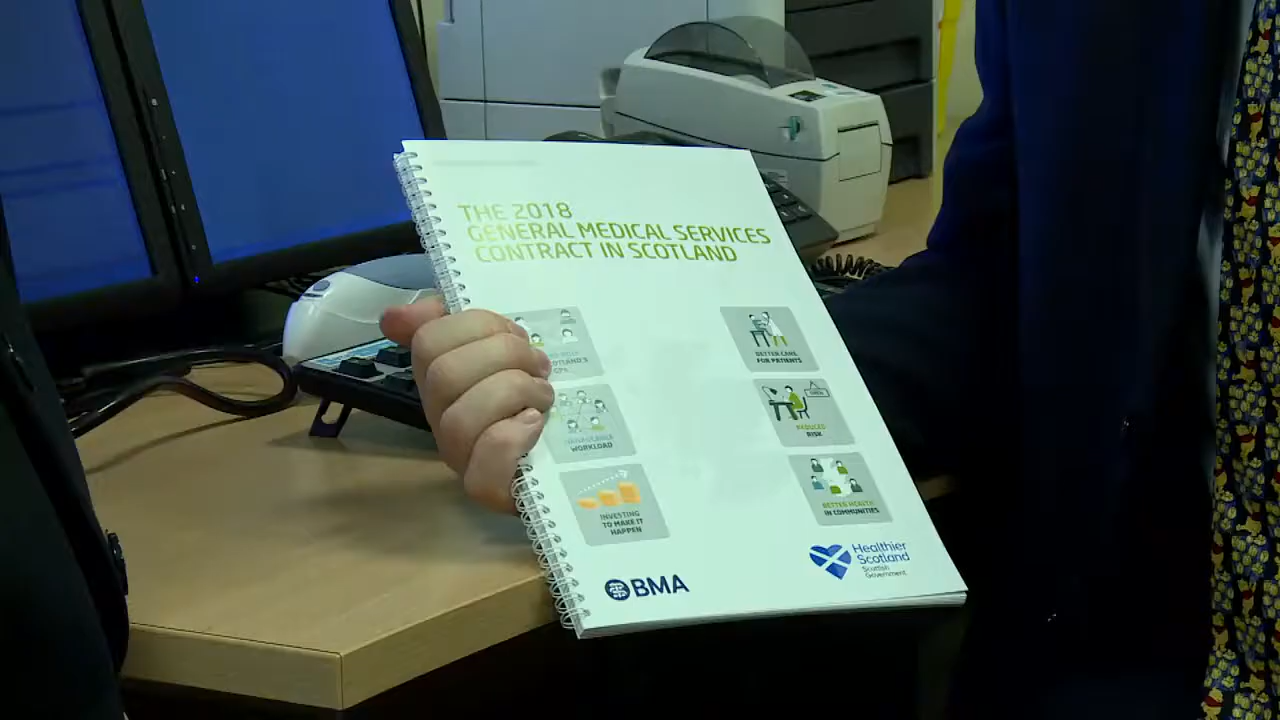 THE 2018
GENERAL MEDICAL SERVICES
CONTRACT IN SCOTLAND
WORKLOAD
INVESTING
TO MAKE IT
HAPPEN
BETTER CARE
FOR PATIENTS
REDUCED
RISK
BETTER HEALTH
IN COMMUNITIES
BMA
Healthier
Scotland
Scottish
Government